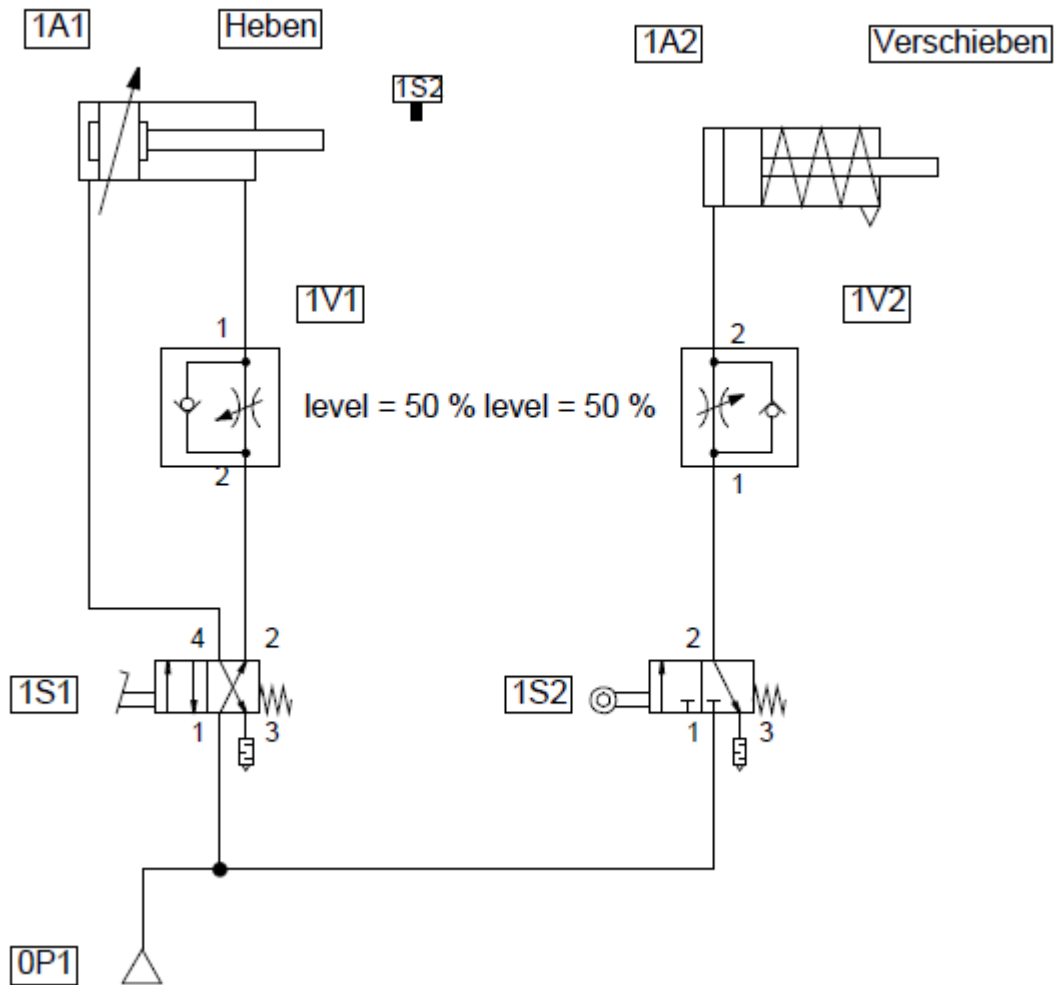 1A1 Heben
1A2 Verschieben
1S2
1V1
1V2
1
2
level = 50 % level = 50 %
2
1
4 2
2
1S1
1S2
1 3
1 3
0P1